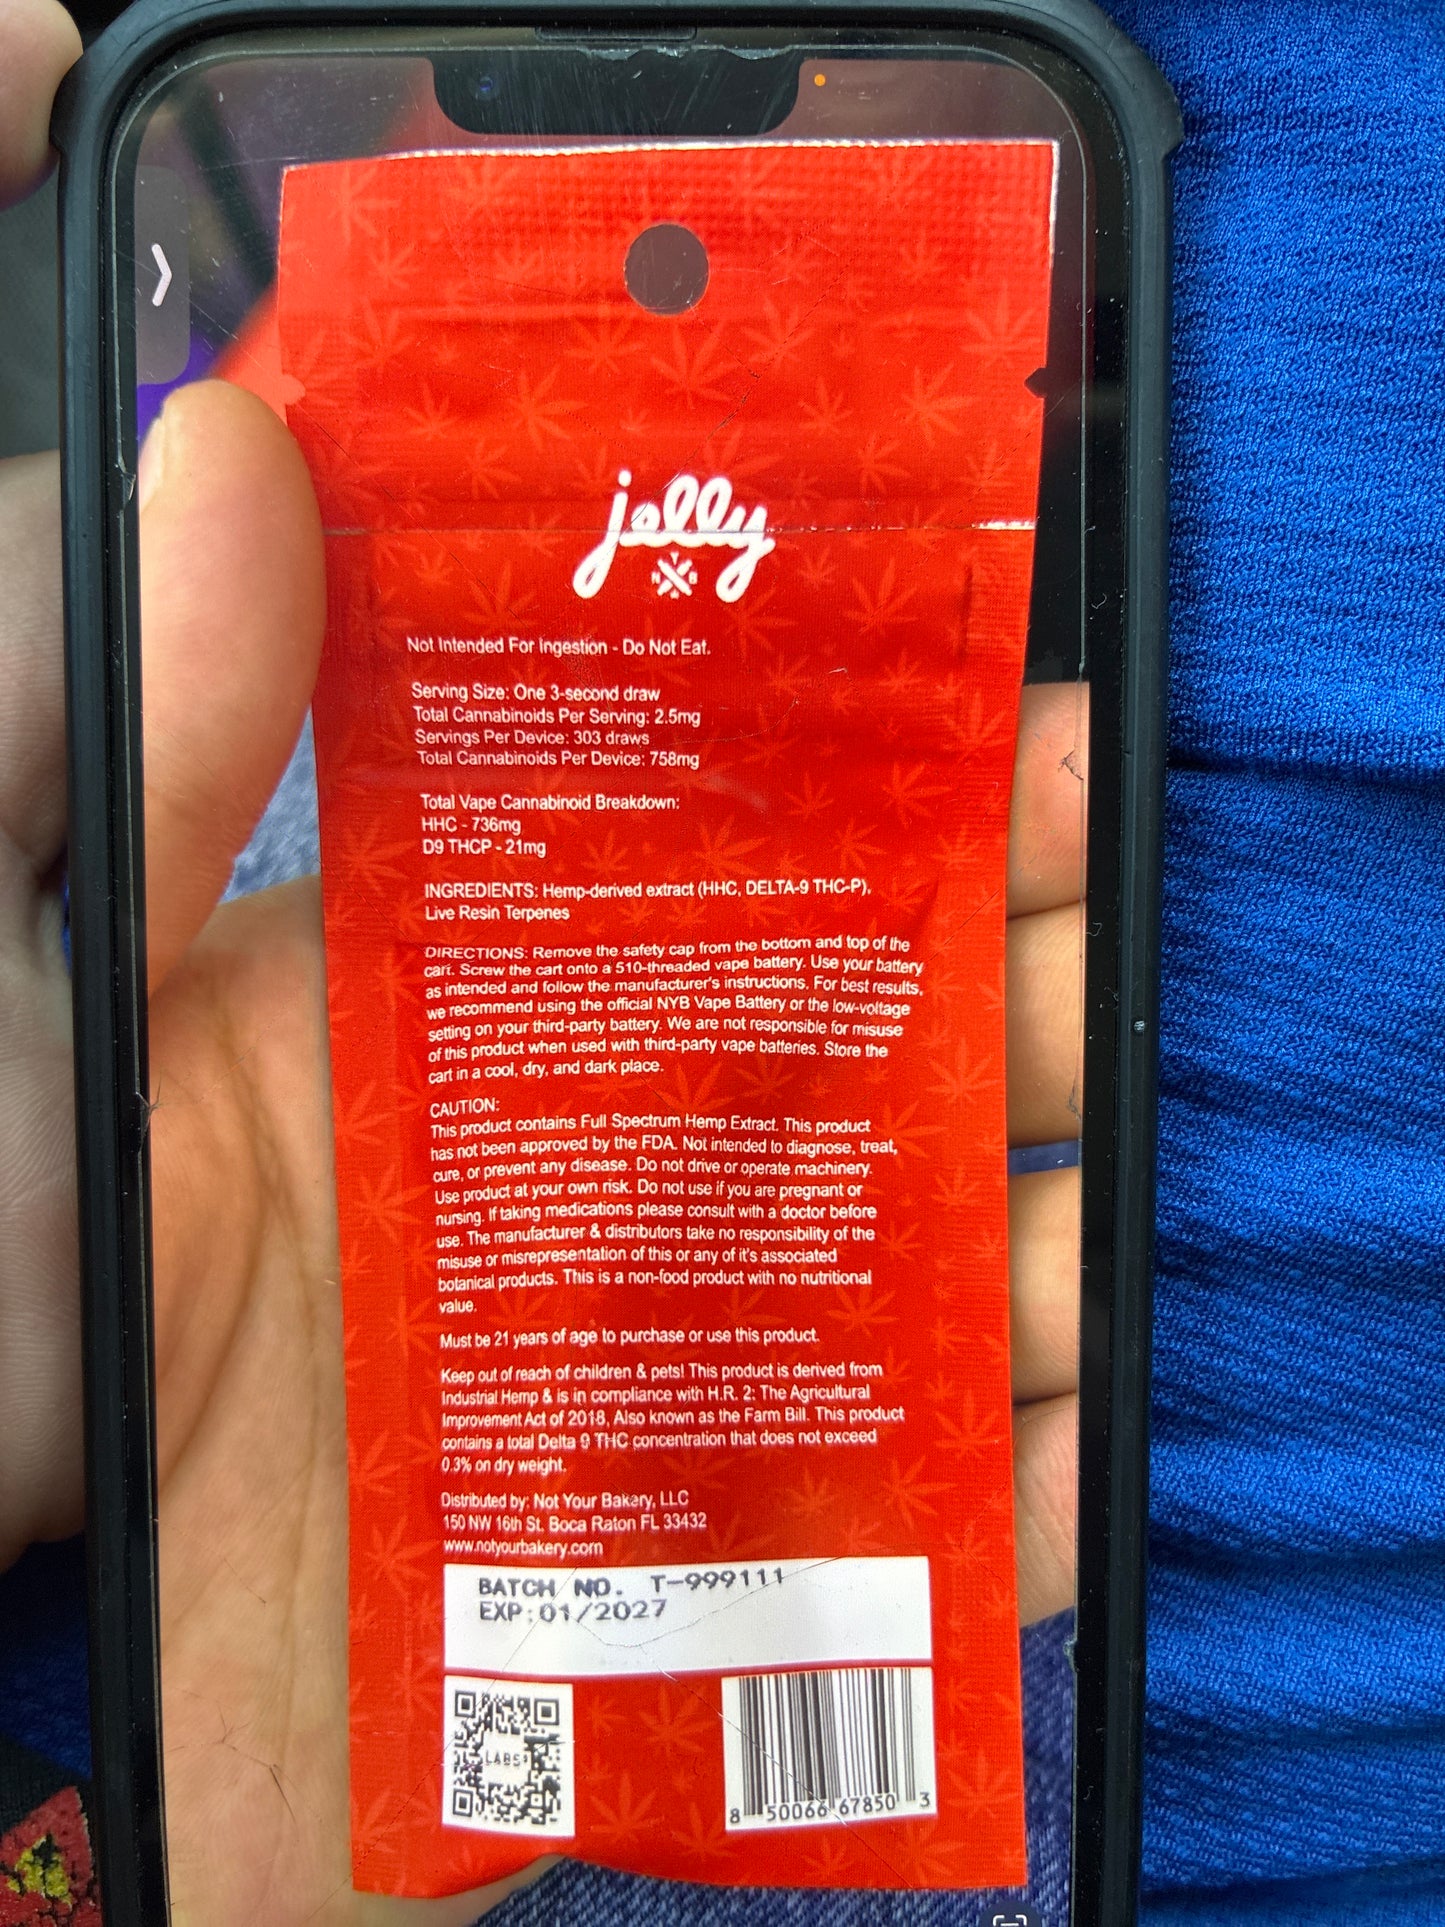 jelly
N Y B
Not Intended For Ingestion - Do Not Eat.
Serving Size: One 3-second draw
Total Cannabinoids Per Serving: 2.5mg
Servings Per Device: 303 draws
Total Cannabinoids Per Device: 758mg
Total Vape Cannabinoid Breakdown:
HHC - 736mg
D9 THCP - 21mg
INGREDIENTS: Hemp-derived extract (HHC, DELTA-9 THC-P),
Live Resin Terpenes
DIRECTIONS: Remove the safety cap from the bottom and top of the
cart. Screw the cart onto a 510-threaded vape battery. Use your battery
as intended and follow the manufacturer's instructions. For best results,
we recommend using the official NYB Vape Battery or the low-voltage
setting on your third-party battery. We are not responsible for misuse
of this product when used with third-party vape batteries. Store the
cart in a cool, dry, and dark place.
CAUTION:
This product contains Full Spectrum Hemp Extract. This product
has not been approved by the FDA. Not intended to diagnose, treat,
cure, or prevent any disease. Do not drive or operate machinery.
Use product at your own risk. Do not use if you are pregnant or
nursing. If taking medications please consult with a doctor before
use. The manufacturer & distributors take no responsibility of the
misuse or misrepresentation of this or any of it's associated
botanical products. This is a non-food product with no nutritional
value.
Must be 21 years of age to purchase or use this product.
Keep out of reach of children & pets! This product is derived from
Industrial Hemp & is in compliance with H.R. 2: The Agricultural
Improvement Act of 2018, Also known as the Farm Bill. This product
contains a total Delta 9 THC concentration that does not exceed
0.3% on dry weight.
Distributed by: Not Your Bakery, LLC
150 NW 16th St. Boca Raton FL 33432
www.notyourbakery.com
BATCH NO. T-999111
EXP:01/2027
LABS
8 50066 67850 3